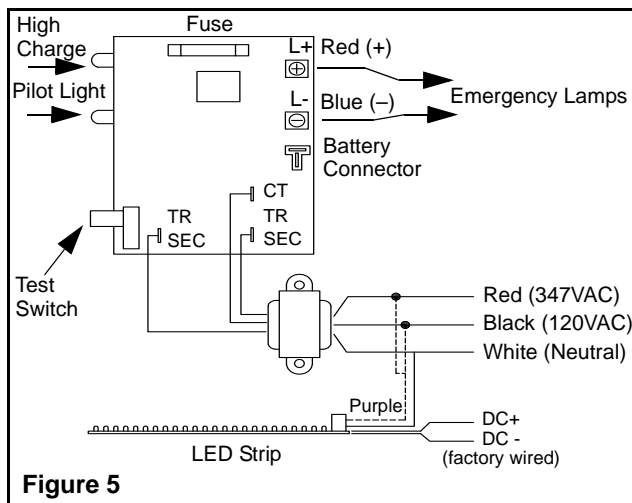 High
Charge
Fuse
L+
Red (+)
Pilot Light
L-
Blue (–)
Emergency Lamps
Battery
Connector
CT
TR
SEC
TR
SEC
Test
Switch
Red (347VAC)
Black (120VAC)
White (Neutral)
Purple
DC+
DC -
(factory wired)
LED Strip
Figure 5